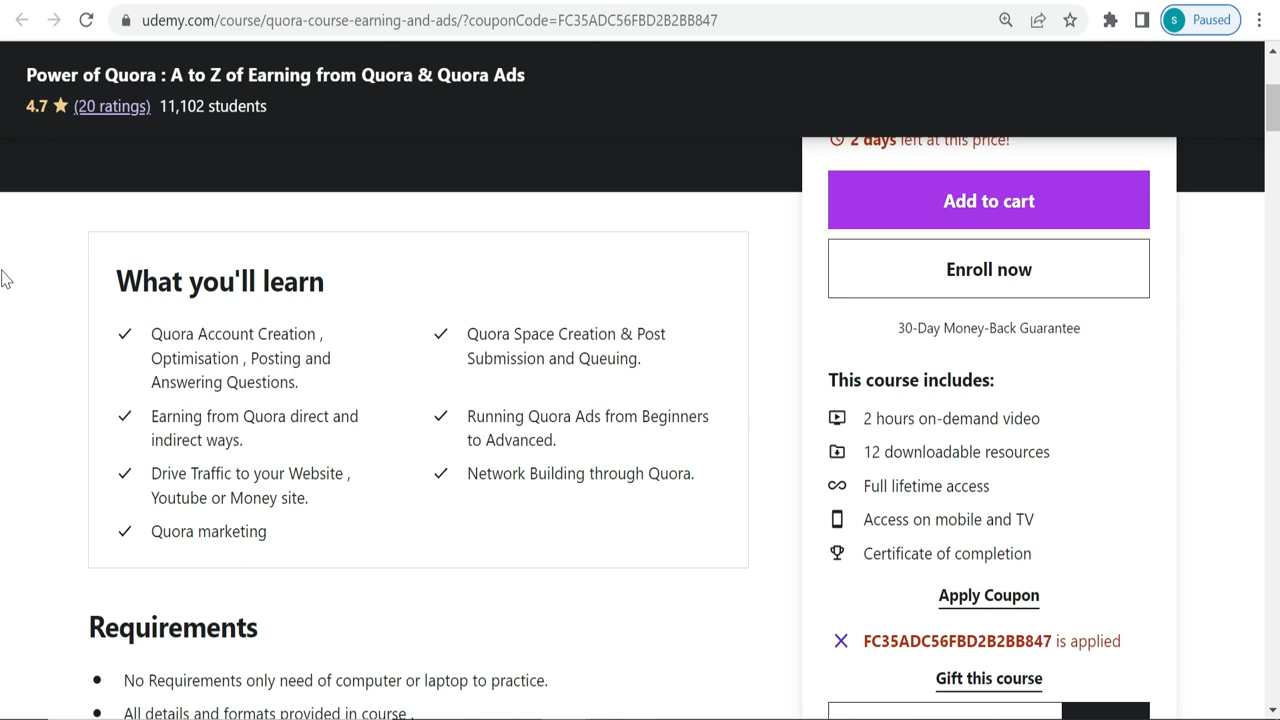 udemy.com/course/quora-course-earning-and-ads/?couponCode=FC35ADC56FBD2B2BB847
S
Paused
Power of Quora : A to Z of Earning from Quora & Quora Ads
4.7 ★ (20 ratings) 11,102 students
2 days left at this price!
Add to cart
Enroll now
30-Day Money-Back Guarantee
What you'll learn
Quora Account Creation ,
Optimisation , Posting and
Answering Questions.
Quora Space Creation & Post
Submission and Queuing.
Earning from Quora direct and
indirect ways.
Running Quora Ads from Beginners
to Advanced.
Drive Traffic to your Website ,
Youtube or Money site.
Network Building through Quora.
Quora marketing
This course includes:
2 hours on-demand video
12 downloadable resources
Full lifetime access
Access on mobile and TV
Certificate of completion
Apply Coupon
FC35ADC56FBD2B2BB847 is applied
Gift this course
Requirements
No Requirements only need of computer or laptop to practice.
All details and formats provided in course .